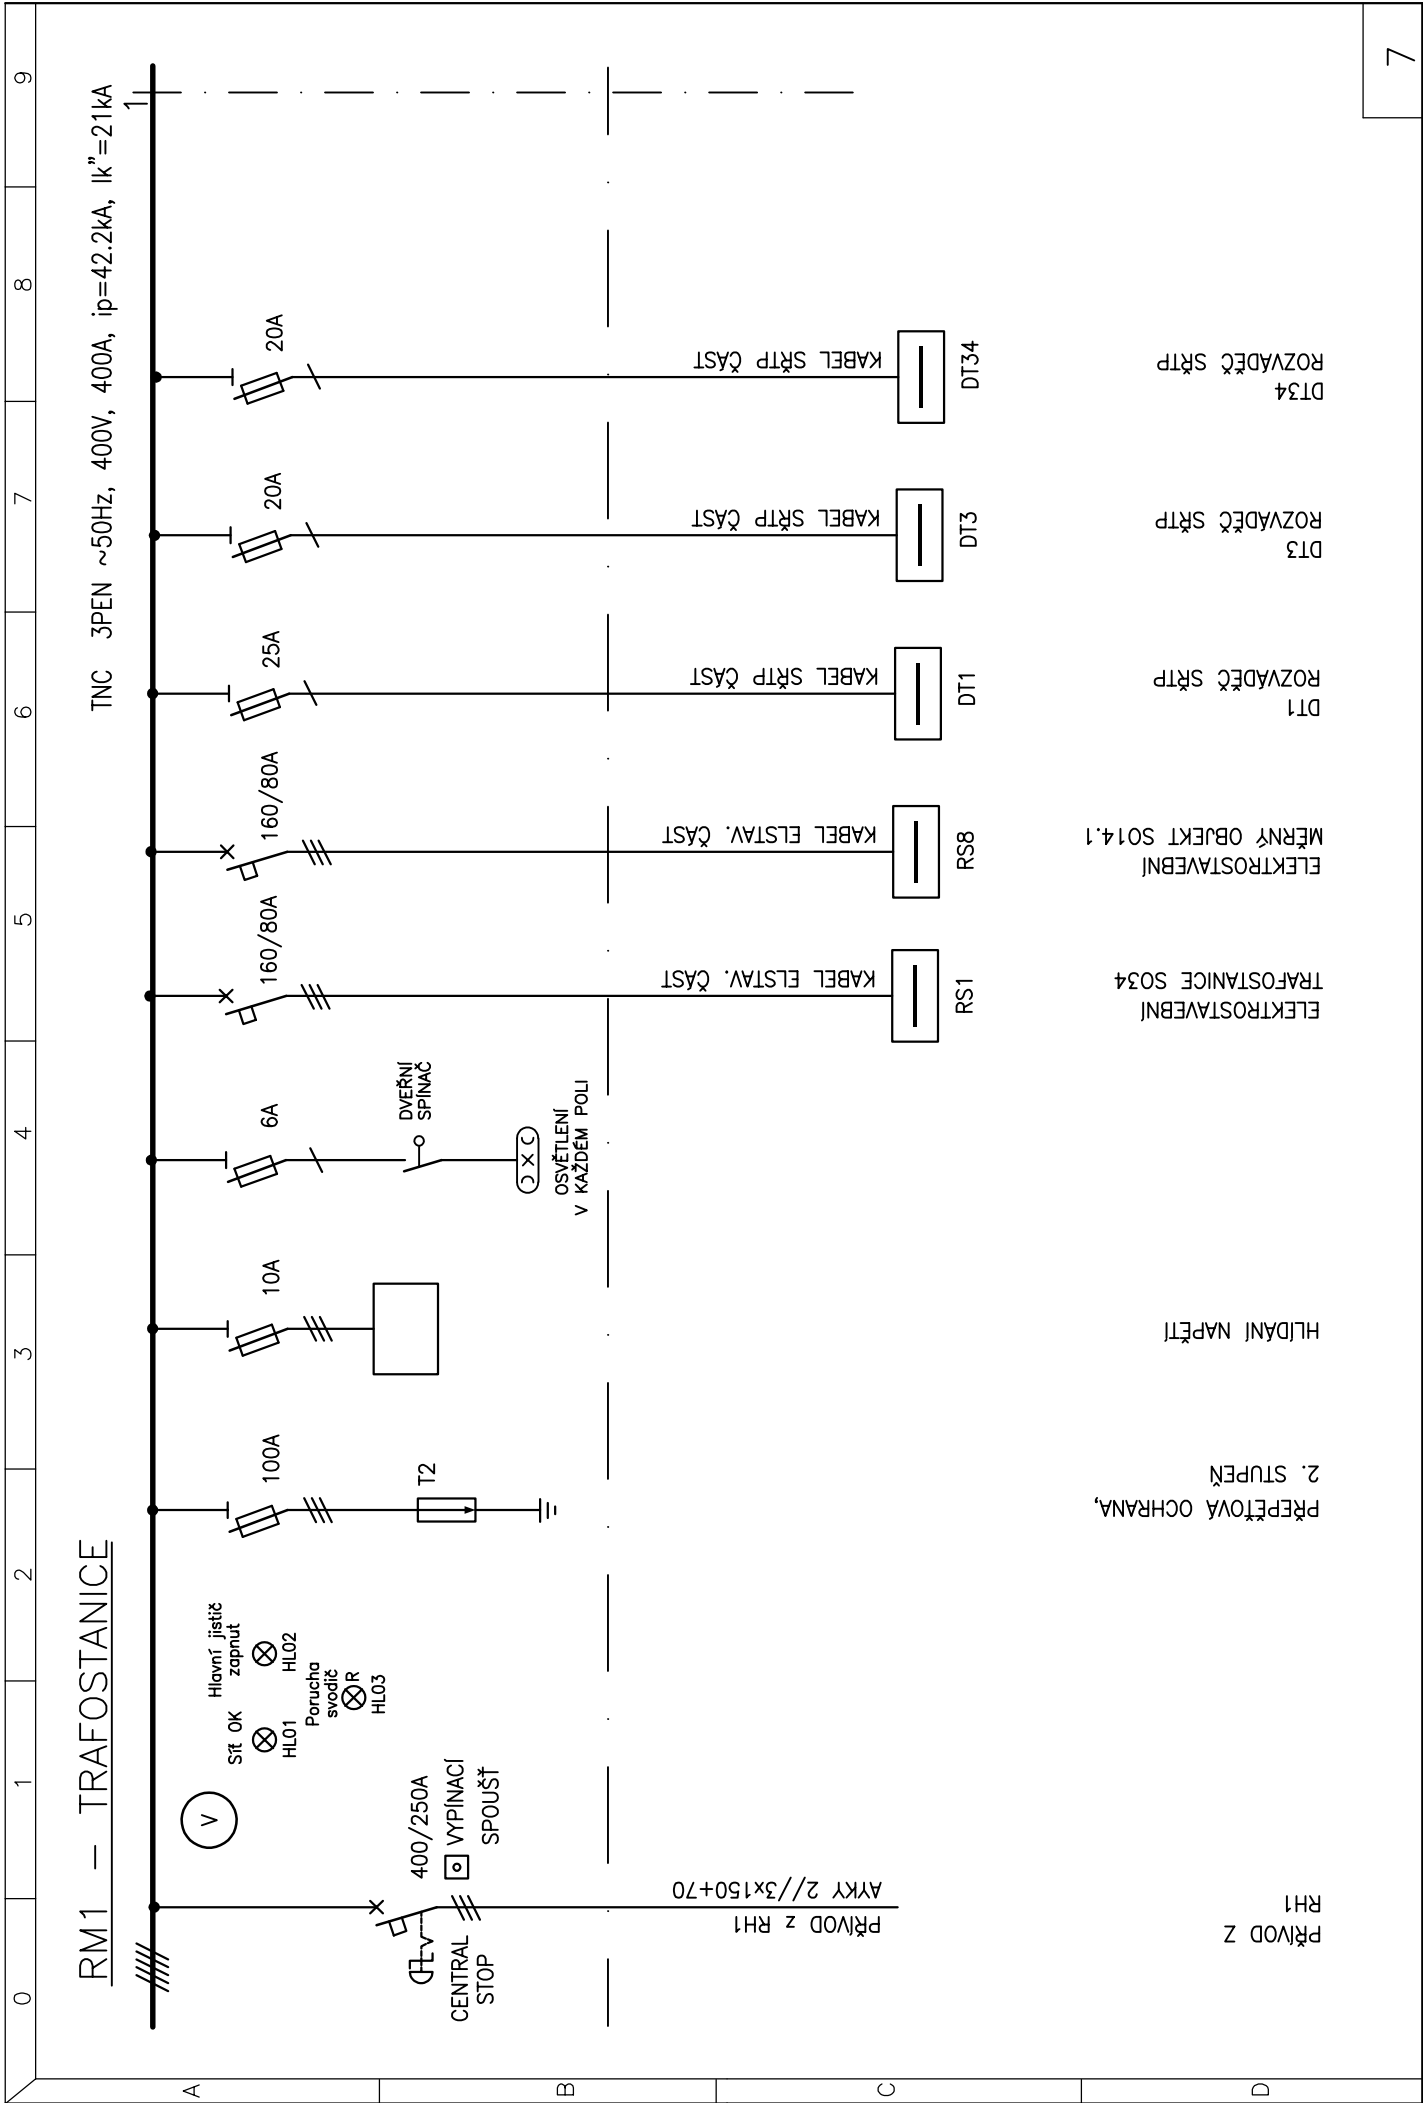 0 1 2 3 4 5 6 7 8 9
A
B
C
D
RM1 – TRAFOSTANICE
TNC 3PEN ~50Hz, 400V, 400A, ip=42.2kA, Ik"=21kA
1
V
Síť OK
HL01
Hlavní jistič
zapnut
HL02
Porucha
svodič
R
HL03
400/250A
VYPÍNACÍ
SPOUŠŤ
CENTRAL
STOP
100A
T2
10A
6A
DVEŘNÍ
SPÍNAČ
OSVĚTLENÍ
V KAŽDÉM POLI
160/80A
160/80A
25A
20A
20A
PŘÍVOD z RH1
AYKY 2//3x150+70
KABEL ELSTAV. ČÁST
KABEL ELSTAV. ČÁST
KABEL SŘTP ČÁST
KABEL SŘTP ČÁST
KABEL SŘTP ČÁST
RS1
RS8
DT1
DT3
DT34
PŘÍVOD Z
RH1
PŘEPĚŤOVÁ OCHRANA,
2. STUPEŇ
HLÍDÁNÍ NAPĚTÍ
ELEKTROSTAVEBNÍ
TRAFOSTANICE SO34
ELEKTROSTAVEBNÍ
MĚRNÝ OBJEKT SO14.1
DT1
ROZVÁDĚČ SŘTP
DT3
ROZVÁDĚČ SŘTP
DT34
ROZVÁDĚČ SŘTP
7